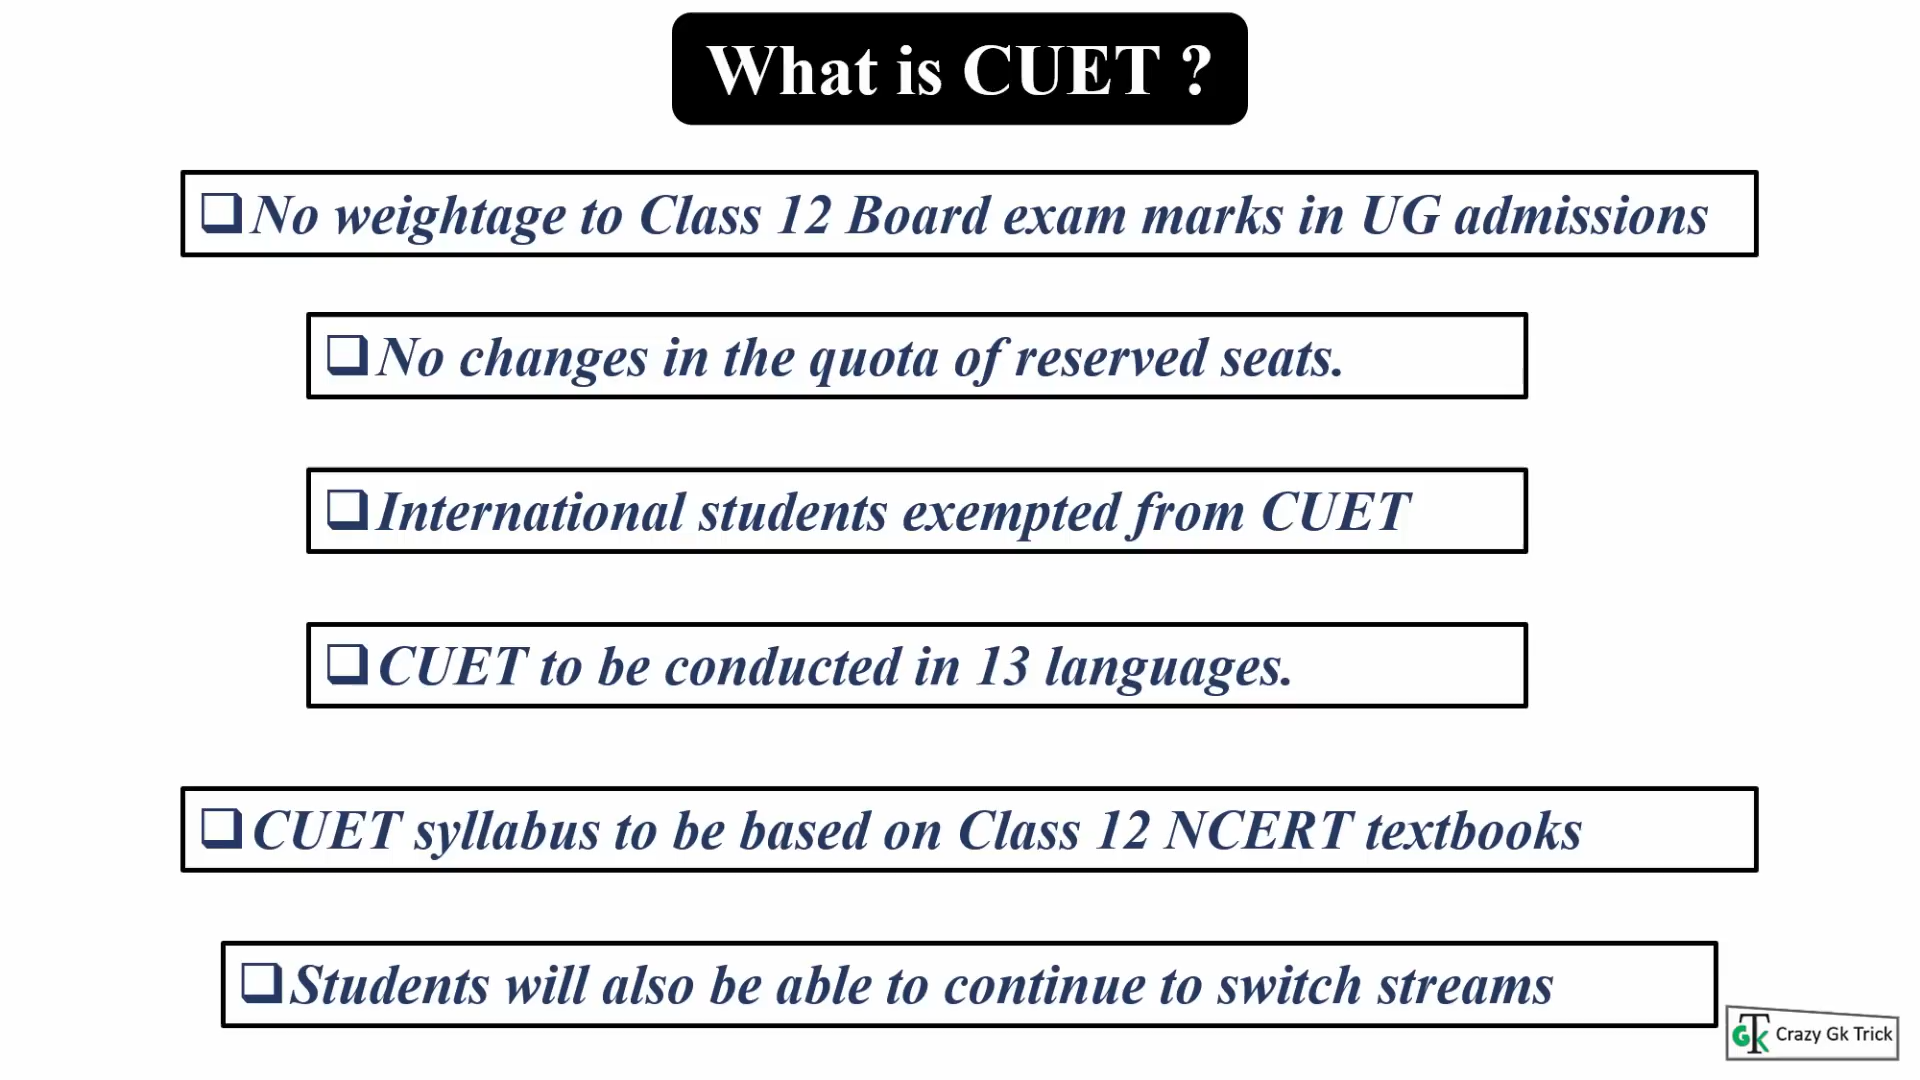 What is CUET ?
❑No weightage to Class 12 Board exam marks in UG admissions
❑No changes in the quota of reserved seats.
❑International students exempted from CUET
❑CUET to be conducted in 13 languages.
❑CUET syllabus to be based on Class 12 NCERT textbooks
❑Students will also be able to continue to switch streams
GTK Crazy Gk Trick